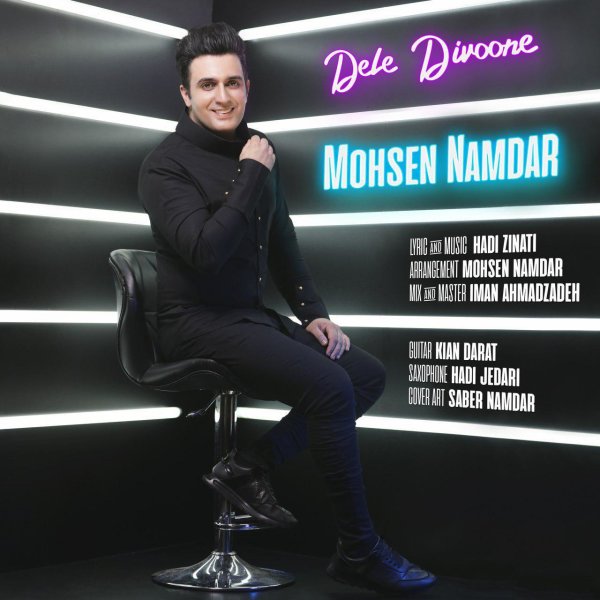 Dele Divoone
MOHSEN NAMDAR
LYRIC AND MUSIC HADI ZINATI
ARRANGEMENT MOHSEN NAMDAR
MIX AND MASTER IMAN AHMADZADEH
GUITAR KIAN DARAT
SAXOPHONE HADI JEDARI
COVER ART SABER NAMDAR